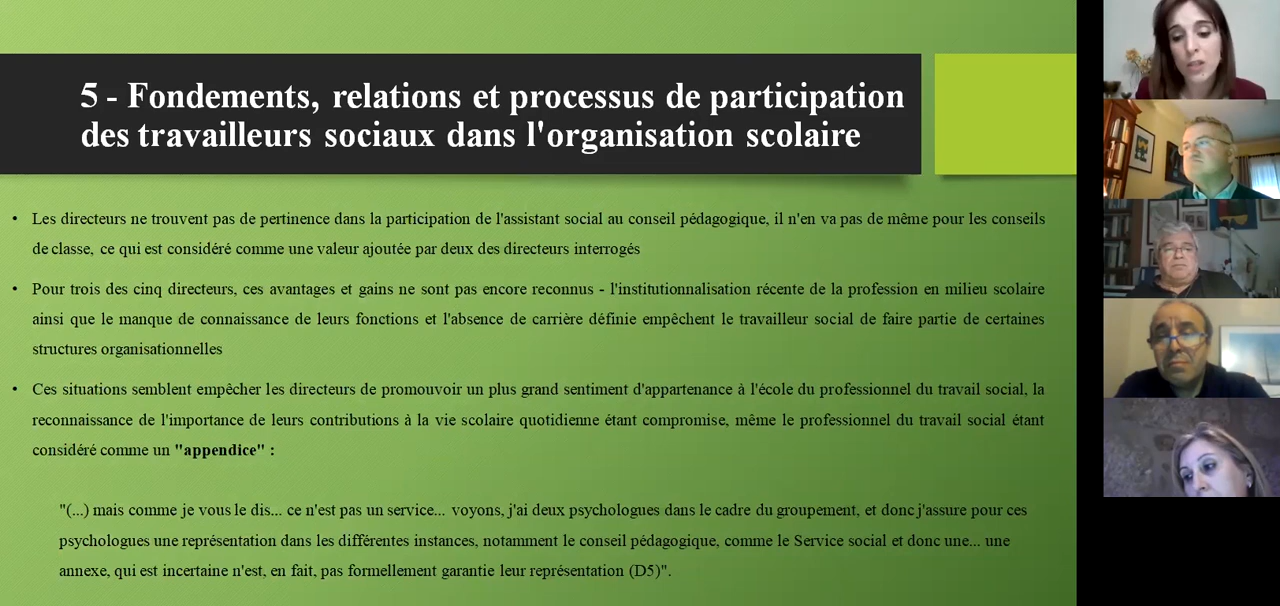 5 - Fondements, relations et processus de participation
des travailleurs sociaux dans l'organisation scolaire
• Les directeurs ne trouvent pas de pertinence dans la participation de l'assistant social au conseil pédagogique, il n'en va pas de même pour les conseils
de classe, ce qui est considéré comme une valeur ajoutée par deux des directeurs interrogés
• Pour trois des cinq directeurs, ces avantages et gains ne sont pas encore reconnus - l'institutionnalisation récente de la profession en milieu scolaire
ainsi que le manque de connaissance de leurs fonctions et l'absence de carrière définie empêchent le travailleur social de faire partie de certaines
structures organisationnelles
• Ces situations semblent empêcher les directeurs de promouvoir un plus grand sentiment d'appartenance à l'école du professionnel du travail social, la
reconnaissance de l'importance de leurs contributions à la vie scolaire quotidienne étant compromise, même le professionnel du travail social étant
considéré comme un "appendice" :
"(...) mais comme je vous le dis... ce n'est pas un service... voyons, j'ai deux psychologues dans le cadre du groupement, et donc j'assure pour ces
psychologues une représentation dans les différentes instances, notamment le conseil pédagogique, comme le Service social et donc une... une
annexe, qui est incertaine n'est, en fait, pas formellement garantie leur représentation (D5)".